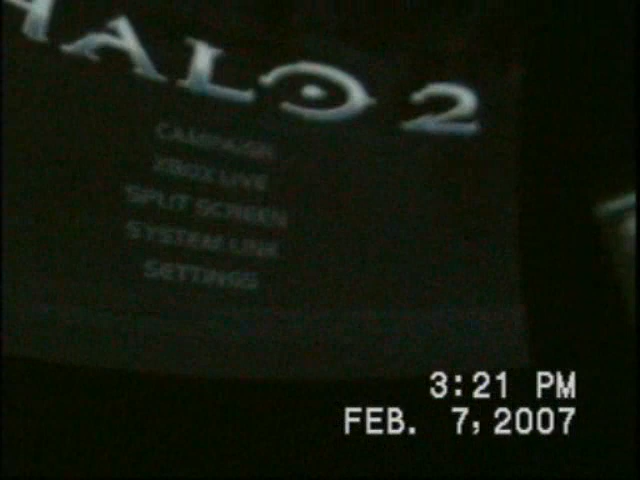 HALO 2
CAMPAIGN
XBOX LIVE
SPLIT SCREEN
SYSTEM LINK
SETTINGS
3:21 PM
FEB. 7, 2007